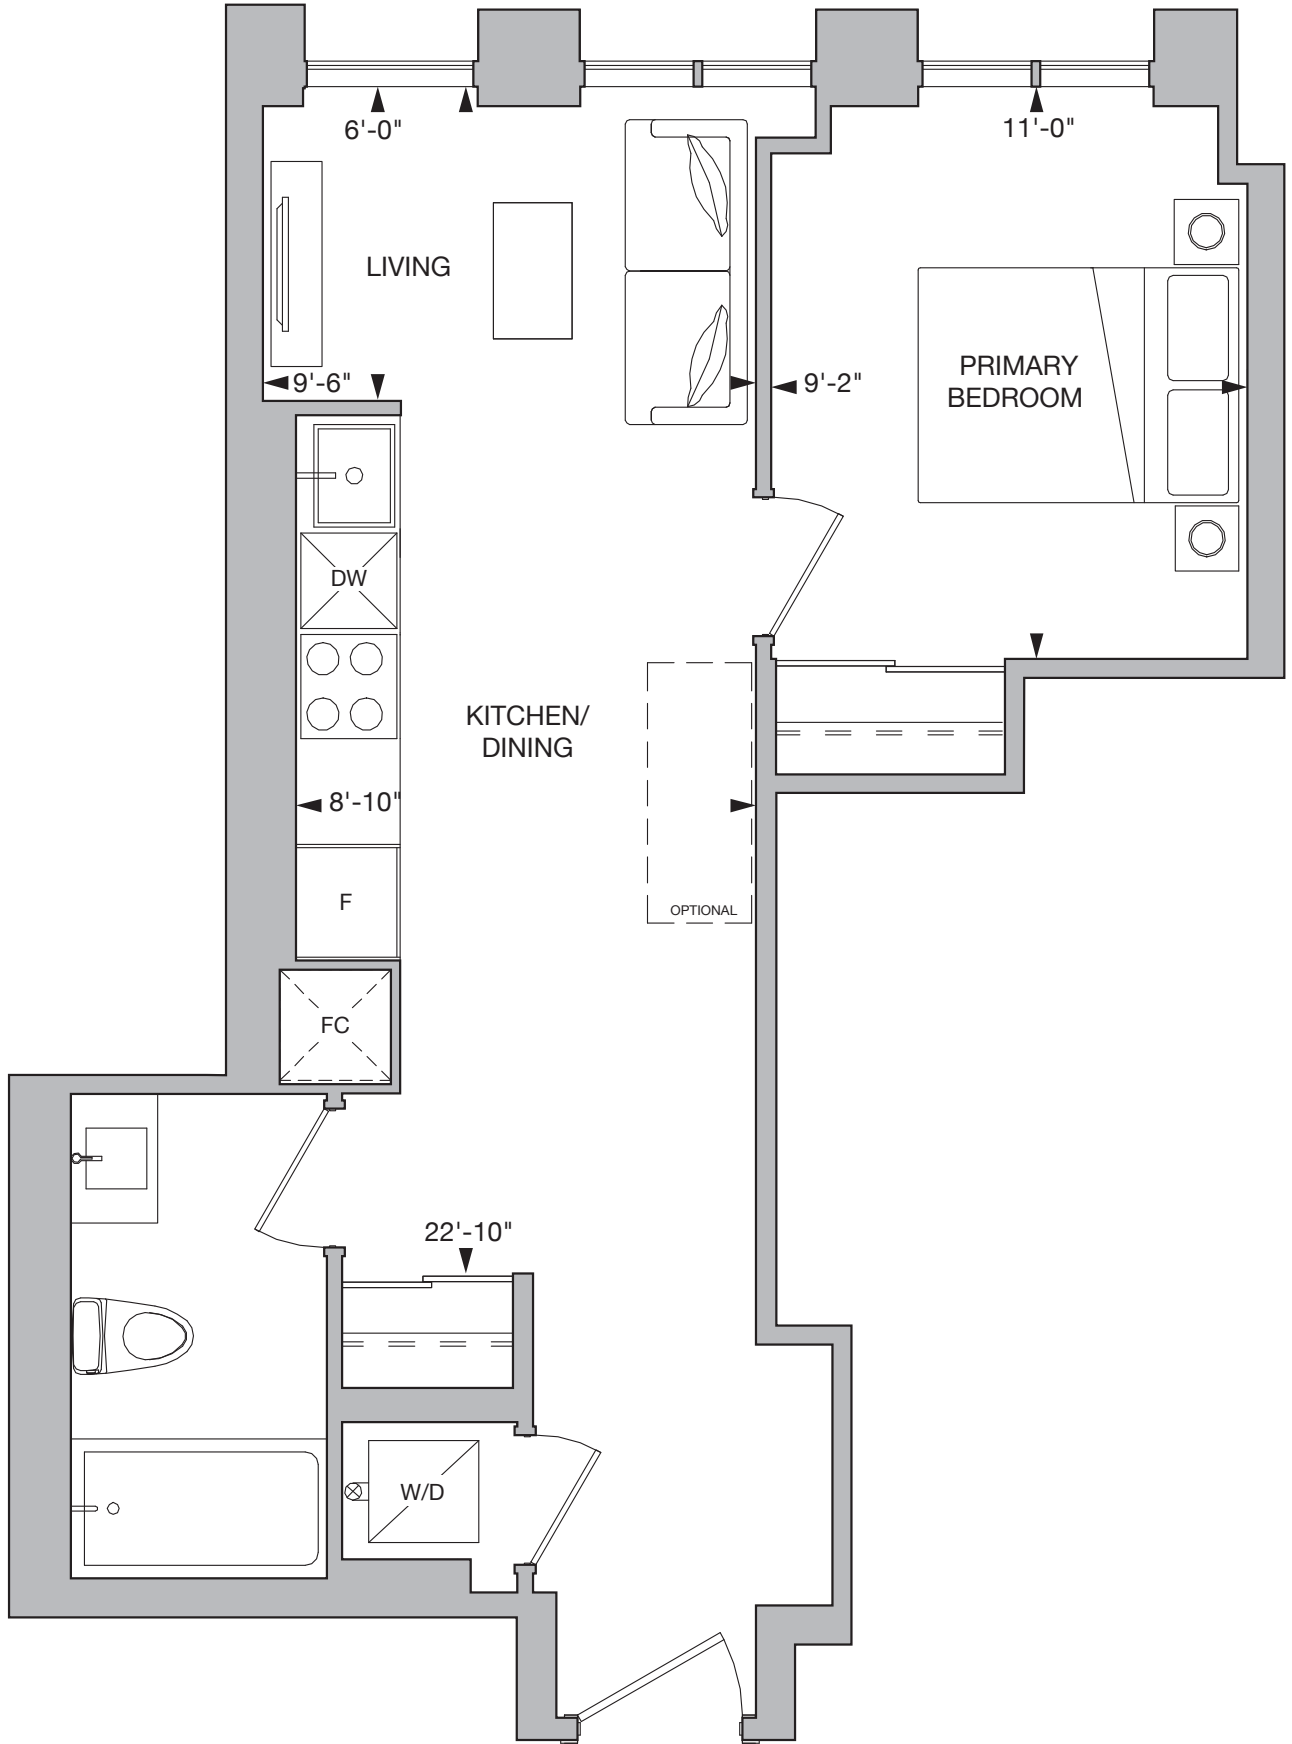 6'-0"
11'-0"
LIVING
9'-6"
9'-2"
PRIMARY
BEDROOM
DW
KITCHEN/
DINING
8'-10"
F
OPTIONAL
FC
22'-10"
W/D